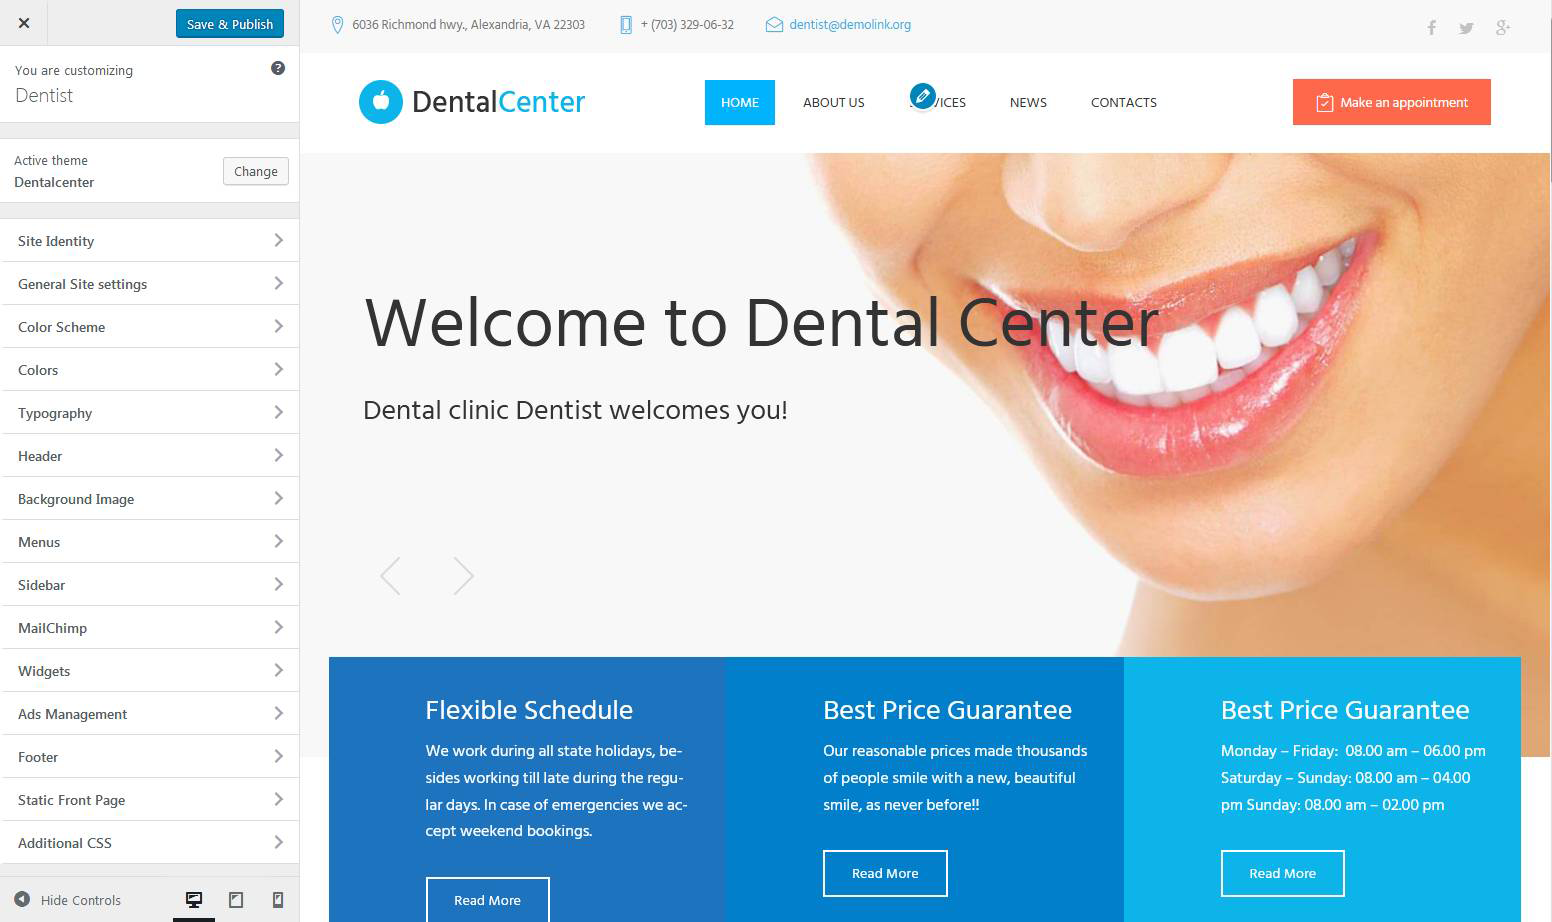 Save & Publish
You are customizing
Dentist
Active theme
Dentalcenter
Change
Site Identity
General Site settings
Color Scheme
Colors
Typography
Header
Background Image
Menus
Sidebar
MailChimp
Widgets
Ads Management
Footer
Static Front Page
Additional CSS
Hide Controls
6036 Richmond hwy., Alexandria, VA 22303
+ (703) 329-06-32
dentist@demolink.org
DentalCenter
HOME
ABOUT US
NEWS
CONTACTS
Make an appointment
Welcome to Dental Center
Dental clinic Dentist welcomes you!
Flexible Schedule
We work during all state holidays, be-
sides working till late during the regu-
lar days. In case of emergencies we ac-
cept weekend bookings.
Read More
Best Price Guarantee
Our reasonable prices made thousands
of people smile with a new, beautiful
smile, as never before!!
Read More
Best Price Guarantee
Monday – Friday:  08.00 am – 06.00 pm
Saturday – Sunday: 08.00 am – 04.00
pm Sunday: 08.00 am – 02.00 pm
Read More